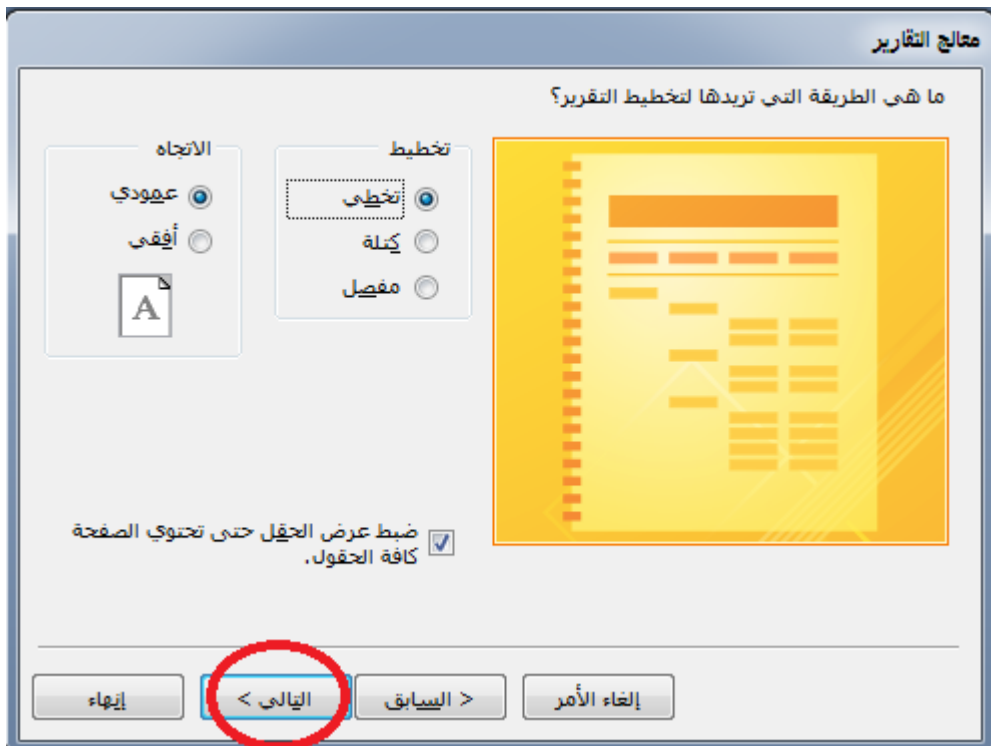 معالج التقارير
ما هي الطريقة التي تريدها لتخطيط التقرير؟
تخطيط
تخطي
كتلة
مفصل
الاتجاه
عمودي
أفقي
A
ضبط عرض الحقل حتى تحتوي الصفحة
كافة الحقول.
إلغاء الأمر
< السابق
التالي >
إنهاء